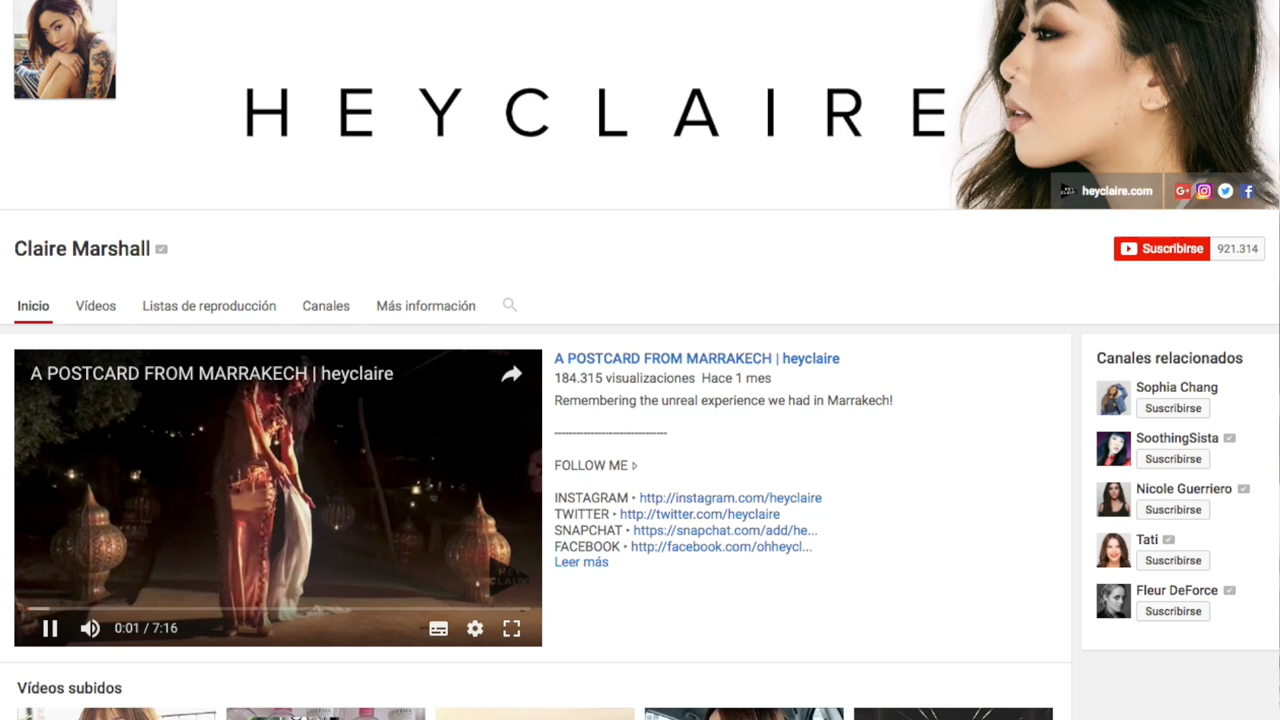 HEYCLAIRE
heyclaire.com
Claire Marshall
Suscribirse 921.314
Inicio Vídeos Listas de reproducción Canales Más información
A POSTCARD FROM MARRAKECH | heyclaire
0:01 / 7:16
A POSTCARD FROM MARRAKECH | heyclaire
184.315 visualizaciones Hace 1 mes
Remembering the unreal experience we had in Marrakech!
------------------------------
FOLLOW ME ▹
INSTAGRAM • http://instagram.com/heyclaire
TWITTER • http://twitter.com/heyclaire
SNAPCHAT • https://snapchat.com/add/he...
FACEBOOK • http://facebook.com/ohheycl...
Leer más
Canales relacionados
Sophia Chang
Suscribirse
SoothingSista
Suscribirse
Nicole Guerriero
Suscribirse
Tati
Suscribirse
Fleur DeForce
Suscribirse
Vídeos subidos